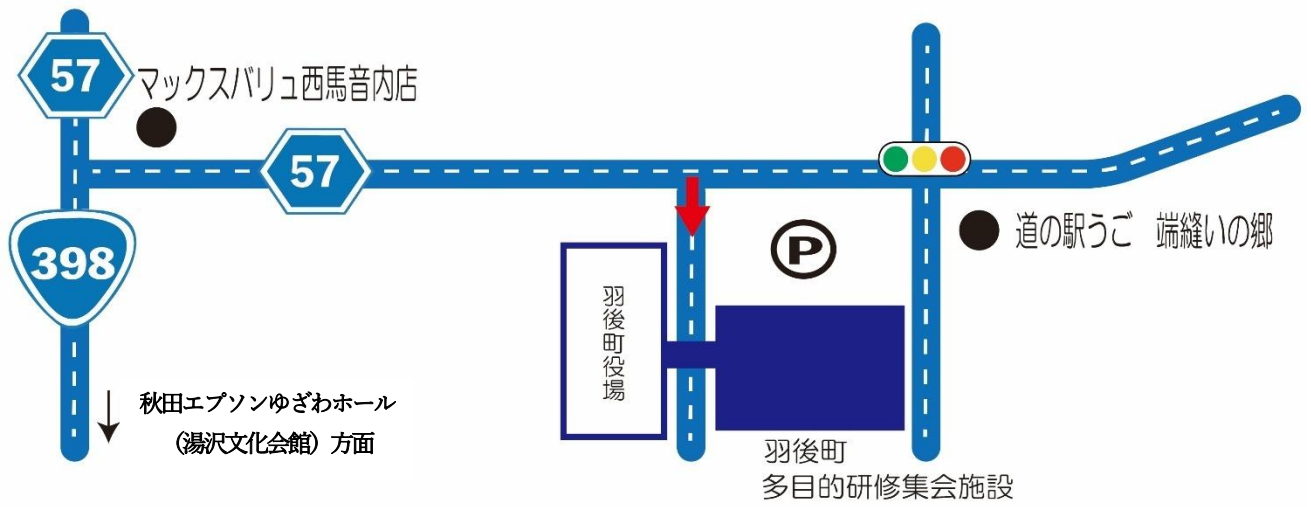 57
マックスバリュ西馬音内店
57
398
P
道の駅うご 端縫いの郷
羽後町役場
秋田エプソンゆざわホール
(湯沢文化会館)方面
羽後町
多目的研修集会施設